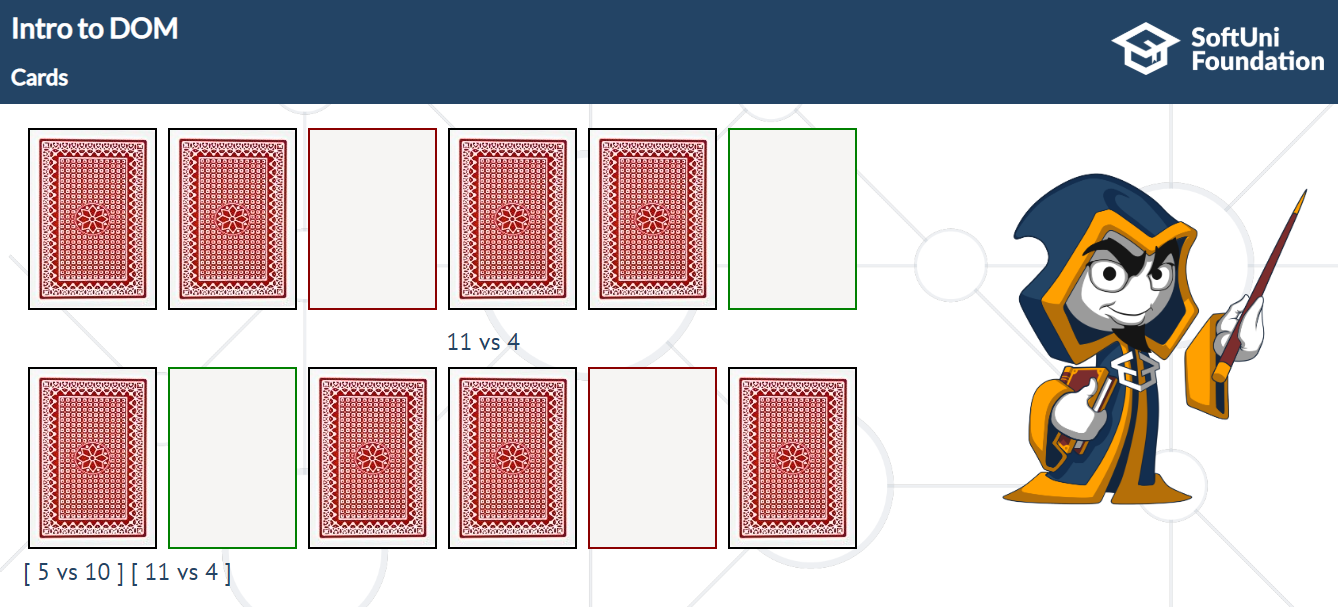 Intro to DOM
Cards
SoftUni
Foundation
11 vs 4
[ 5 vs 10 ] [ 11 vs 4 ]